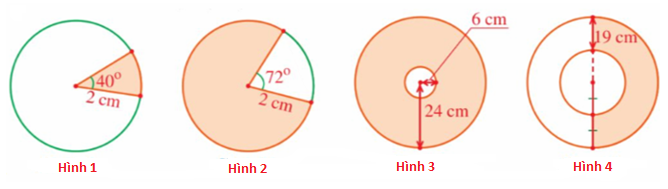 40°
2 cm
72°
2 cm
6 cm
24 cm
19 cm
Hình 1
Hình 2
Hình 3
Hình 4